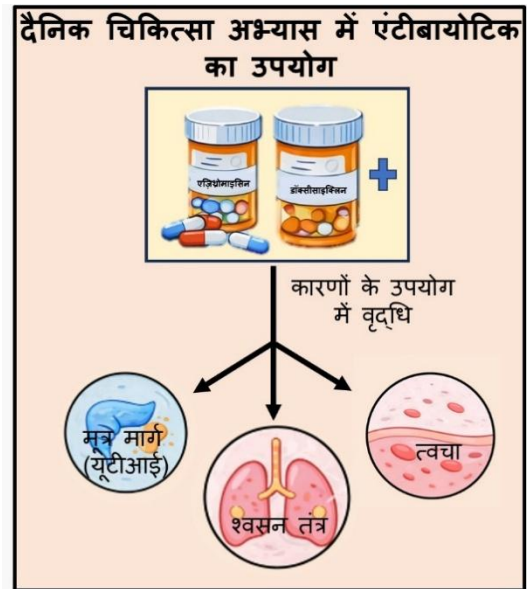 दैनिक चिकित्सा अभ्यास में एंटीबायोटिक
का उपयोग
एज़िथ्रोमाइसिन
डॉक्सीसाइक्लिन
कारणों के उपयोग
में वृद्धि
मूत्र मार्ग
(यूटीआई)
श्वसन तंत्र
त्वचा